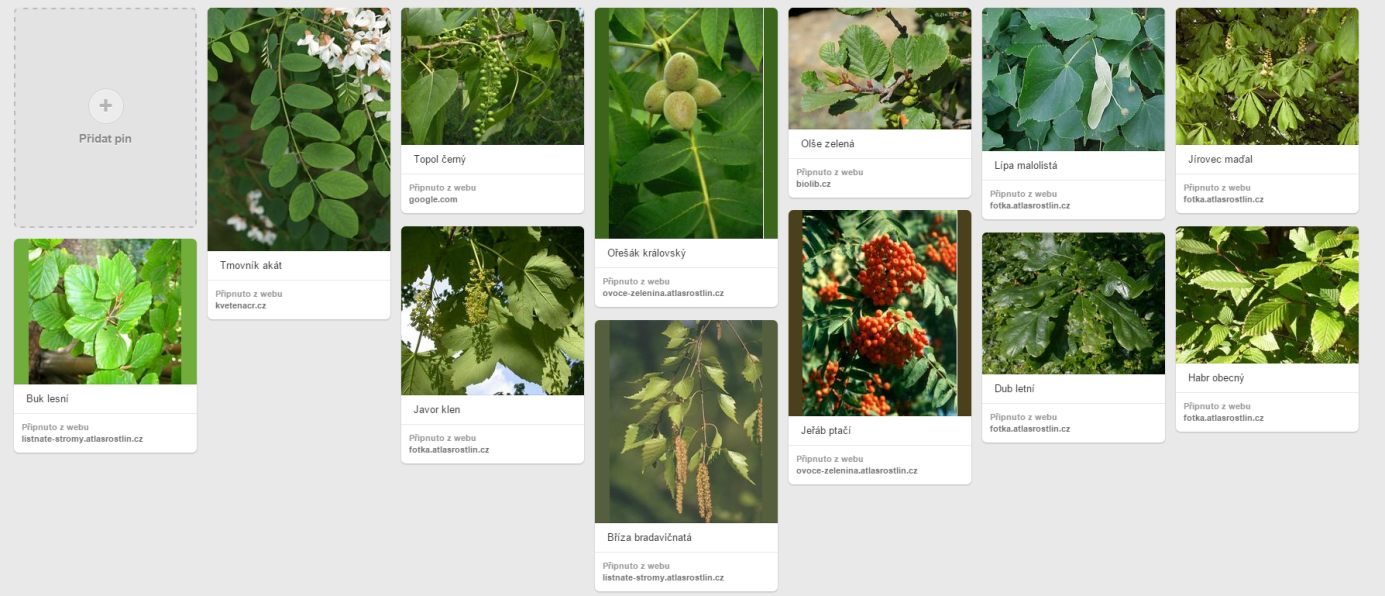 +
Přidat pin
Buk lesní
Připnuto z webu
listnate-stromy.atlasrostlin.cz
Trnovník akát
Připnuto z webu
kvetenacr.cz
Topol černý
Připnuto z webu
google.com
Javor klen
Připnuto z webu
fotka.atlasrostlin.cz
Ořešák královský
Připnuto z webu
ovoce-zelenina.atlasrostlin.cz
Bříza bradavičnatá
Připnuto z webu
listnate-stromy.atlasrostlin.cz
Olše zelená
Připnuto z webu
biolib.cz
Jeřáb ptačí
Připnuto z webu
ovoce-zelenina.atlasrostlin.cz
Lípa malolistá
Připnuto z webu
fotka.atlasrostlin.cz
Dub letní
Připnuto z webu
fotka.atlasrostlin.cz
Jírovec maďal
Připnuto z webu
fotka.atlasrostlin.cz
Habr obecný
Připnuto z webu
fotka.atlasrostlin.cz